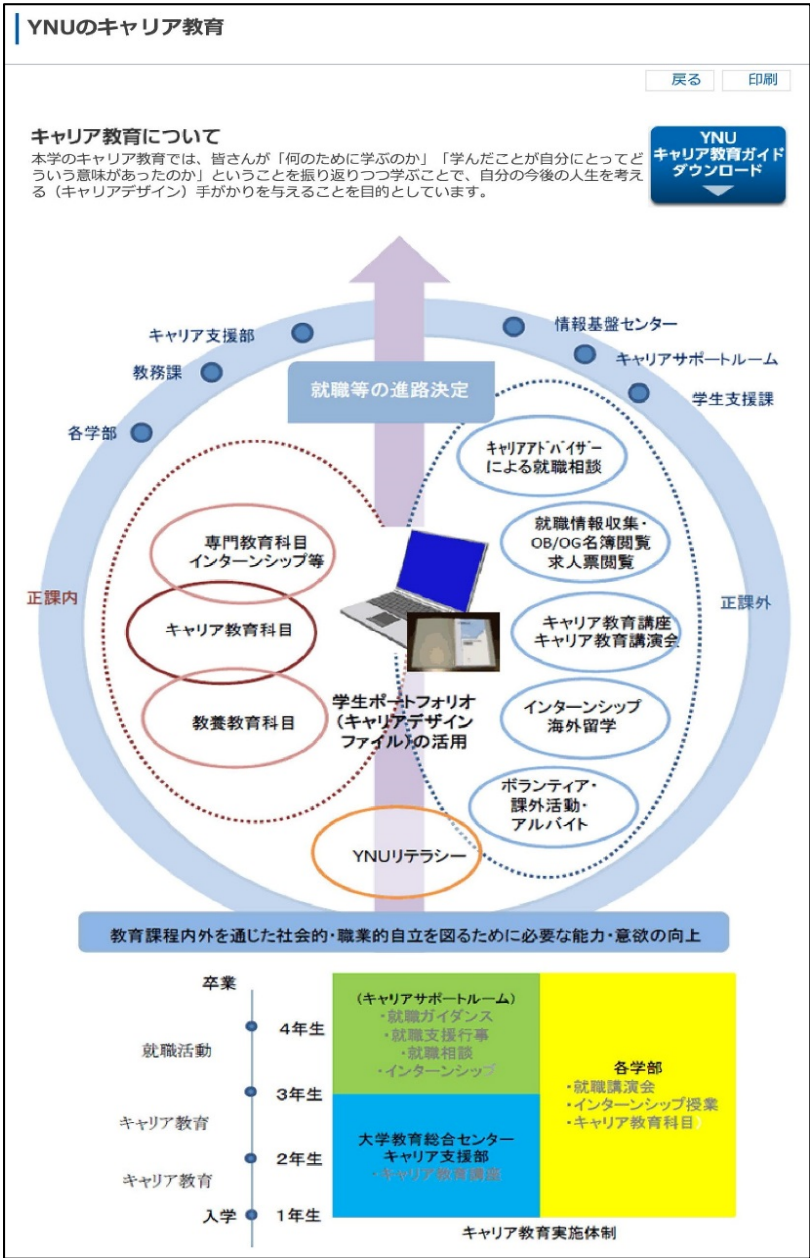 YNUのキャリア教育
戻る
印刷
キャリア教育について
本学のキャリア教育では、皆さんが「何のために学ぶのか」「学んだことが自分にとってど
ういう意味があったのか」ということを振り返りつつ学ぶことで、自分の今後の人生を考え
る（キャリアデザイン）手がかりを与えることを目的としています。
YNU
キャリア教育ガイド
ダウンロード
キャリア支援部
教務課
各学部
情報基盤センター
キャリアサポートルーム
学生支援課
就職等の進路決定
正課内
専門教育科目
インターンシップ等
キャリア教育科目
教養教育科目
学生ポートフォリオ
（キャリアデザイン
ファイル）の活用
キャリアアドバイザー
による就職相談
就職情報収集・
OB/OG名簿閲覧
求人票閲覧
キャリア教育講座
キャリア教育講演会
インターンシップ
海外留学
ボランティア・
課外活動・
アルバイト
正課外
YNUリテラシー
教育課程内外を通じた社会的・職業的自立を図るために必要な能力・意欲の向上
卒業
4年生
就職活動
3年生
キャリア教育
2年生
キャリア教育
入学
1年生
（キャリアサポートルーム）
・就職ガイダンス
・就職支援行事
・就職相談
・インターンシップ
大学教育総合センター
キャリア支援部
・キャリア教育講座
各学部
・就職講演会
・インターンシップ授業
・キャリア教育科目）
キャリア教育実施体制